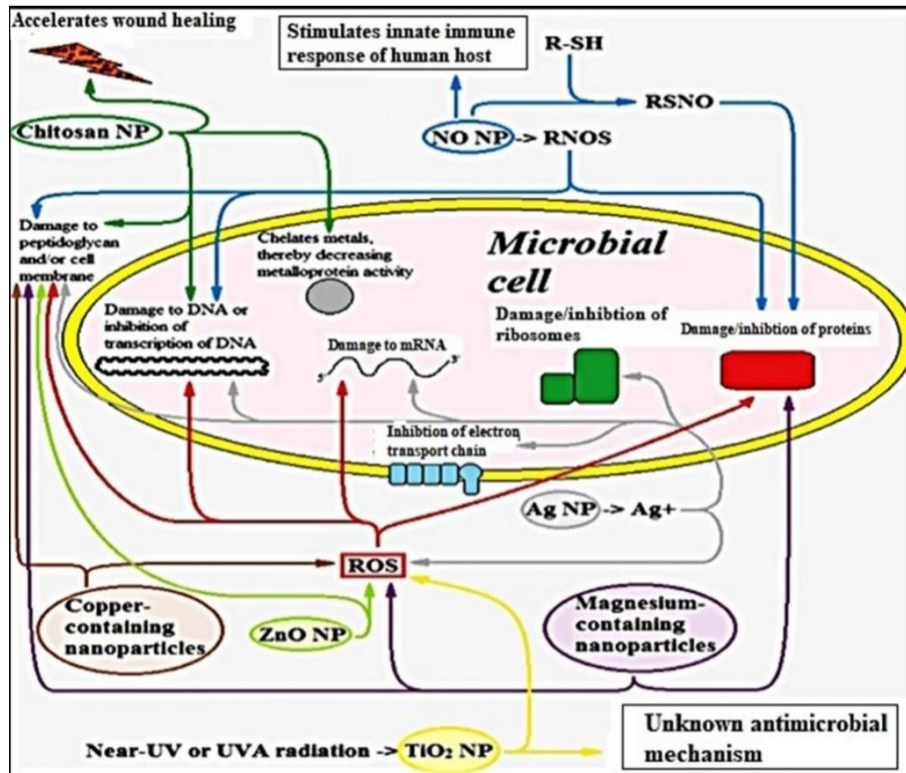 Accelerates wound healing
Stimulates innate immune
response of human host
R-SH
RSNO
Chitosan NP
NO NP -> RNOS
Damage to
peptidoglycan
and/or cell
membrane
Chelates metals,
thereby decreasing
metalloprotein activity
Microbial
cell
Damage to DNA or
inhibition of
transcription of DNA
Damage to mRNA
5'
3'
Damage/inhibtion of
ribosomes
Damage/inhibtion of proteins
Inhibtion of electron
transport chain
Ag NP -> Ag+
ROS
Copper-
containing
nanoparticles
ZnO NP
Magnesium-
containing
nanoparticles
Near-UV or UVA radiation -> TiO₂ NP
Unknown antimicrobial
mechanism